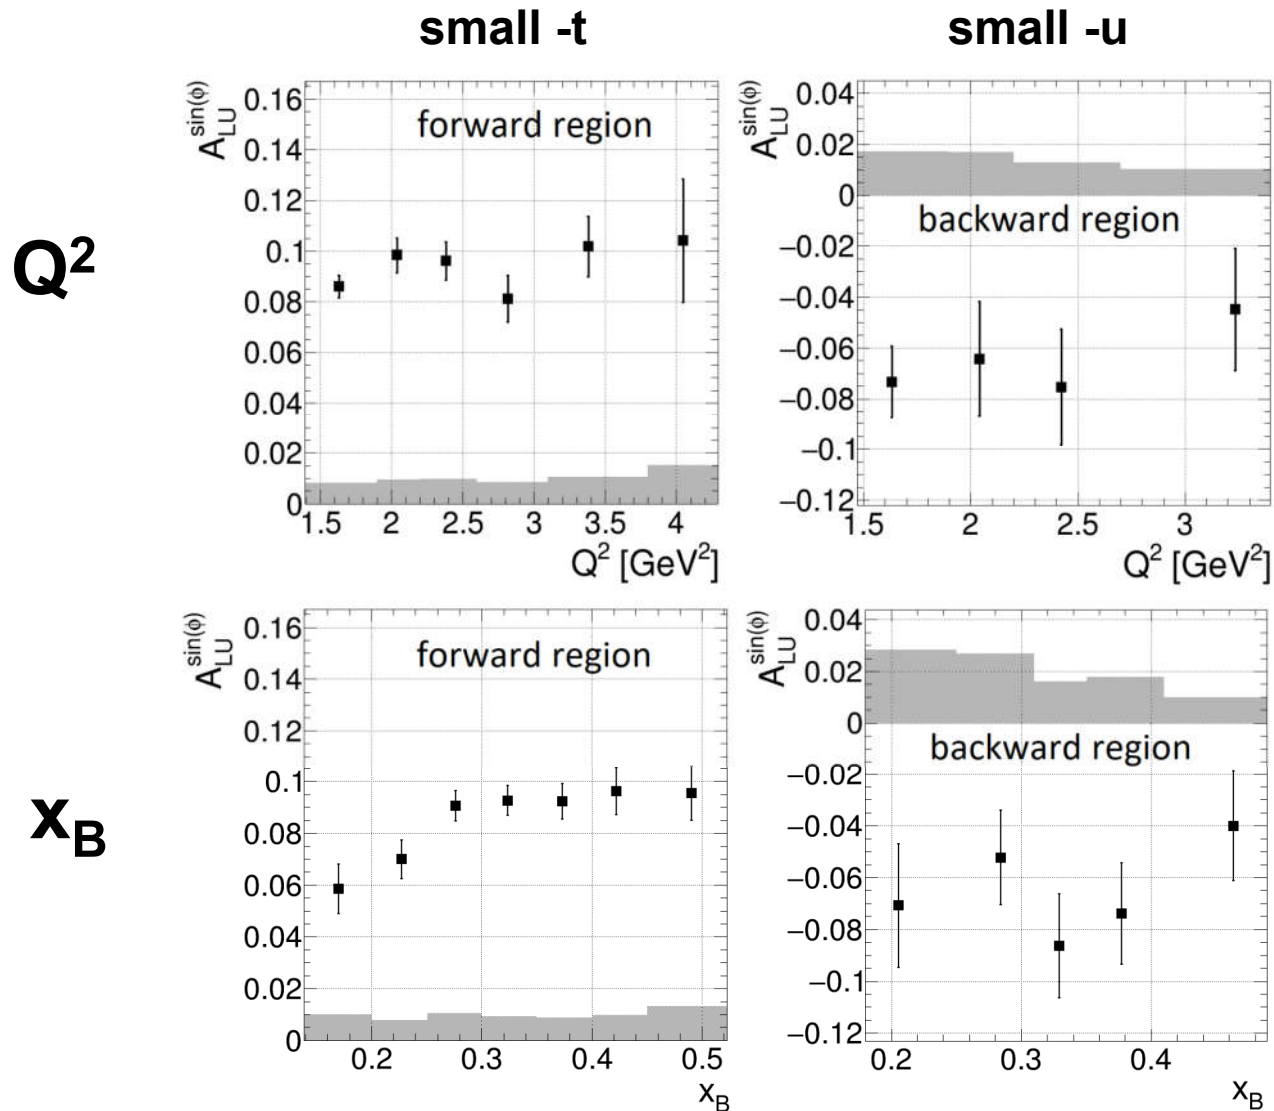 small -t
small -u
Q²
A_LU^sin(ϕ)
0.16
0.14
0.12
0.1
0.08
0.06
0.04
0.02
0
forward region
1.5 2 2.5 3 3.5 4
Q² [GeV²]
A_LU^sin(ϕ)
0.04
0.02
0
−0.02
−0.04
−0.06
−0.08
−0.1
−0.12
backward region
1.5 2 2.5 3
Q² [GeV²]
x_B
A_LU^sin(ϕ)
0.16
0.14
0.12
0.1
0.08
0.06
0.04
0.02
0
forward region
0.2 0.3 0.4 0.5
x_B
A_LU^sin(ϕ)
0.04
0.02
0
−0.02
−0.04
−0.06
−0.08
−0.1
−0.12
backward region
0.2 0.3 0.4
x_B